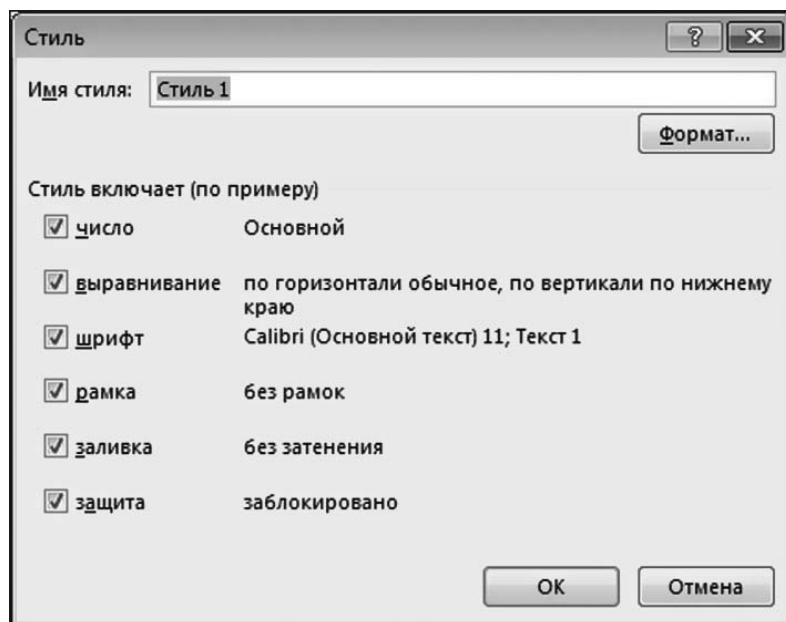 Стиль
Имя стиля: Стиль 1
Формат...
Стиль включает (по примеру)
число Основной
выравнивание по горизонтали обычное, по вертикали по нижнему
краю
шрифт Calibri (Основной текст) 11; Текст 1
рамка без рамок
заливка без затенения
защита заблокировано
ОК Отмена